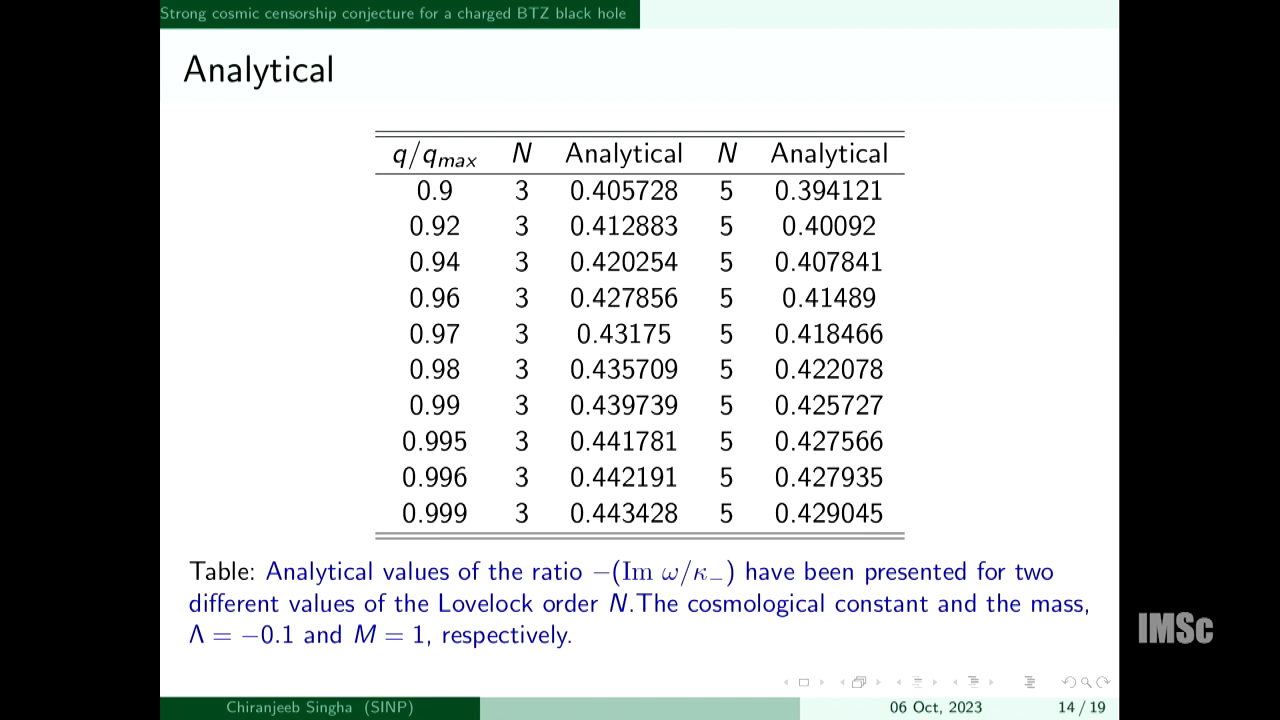 Strong cosmic censorship conjecture for a charged BTZ black hole
Analytical
q/q_max N Analytical N Analytical
0.9 3 0.405728 5 0.394121
0.92 3 0.412883 5 0.40092
0.94 3 0.420254 5 0.407841
0.96 3 0.427856 5 0.41489
0.97 3 0.43175 5 0.418466
0.98 3 0.435709 5 0.422078
0.99 3 0.439739 5 0.425727
0.995 3 0.441781 5 0.427566
0.996 3 0.442191 5 0.427935
0.999 3 0.443428 5 0.429045
Table: Analytical values of the ratio −(Im ω/κ₋) have been presented for two
different values of the Lovelock order N.The cosmological constant and the mass,
Λ = −0.1 and M = 1, respectively.
IMSc
Chiranjeeb Singha (SINP) 06 Oct, 2023 14 / 19